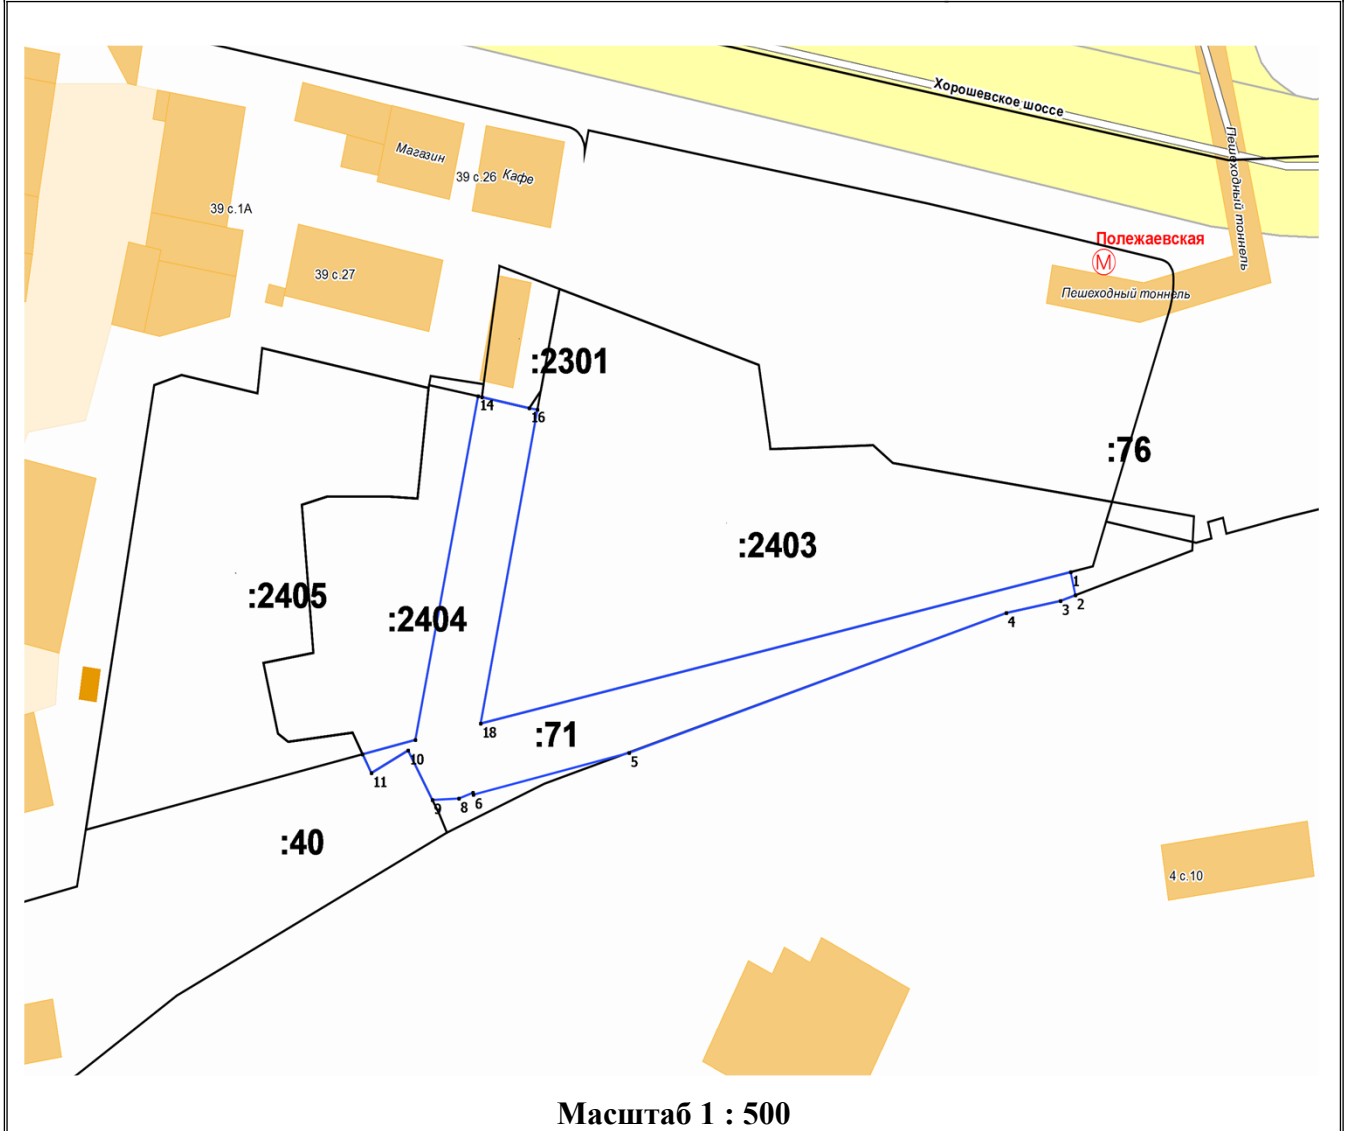 Хорошевское шоссе
Магазин
39 с.26
Кафе
Пешеходный тоннель
39 с.1А
Полежаевская
М
39 с.27
Пешеходный тоннель
:2301
14
16
:76
:2403
1
:2405
2
3
:2404
4
18
:71
10
5
11
6
8
9
:40
4 с.10
Масштаб 1 : 500